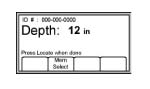 ID # : 000-000-0000
Depth: 12 in
Press Locate when done
Mem
Select